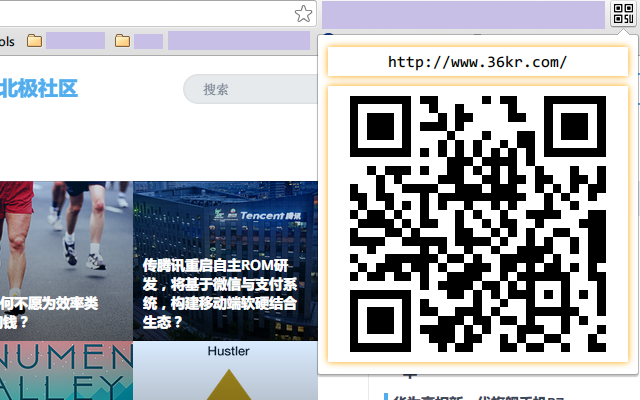 ols
SU
http://www.36kr.com/
北极社区
搜索
Tencent 腾讯
传腾讯重启自主ROM研
发，将基于微信与支付系
统，构建移动端软硬结合
生态？
何不愿为效率类
钱？
NUMEN
ALLEY
Hustler